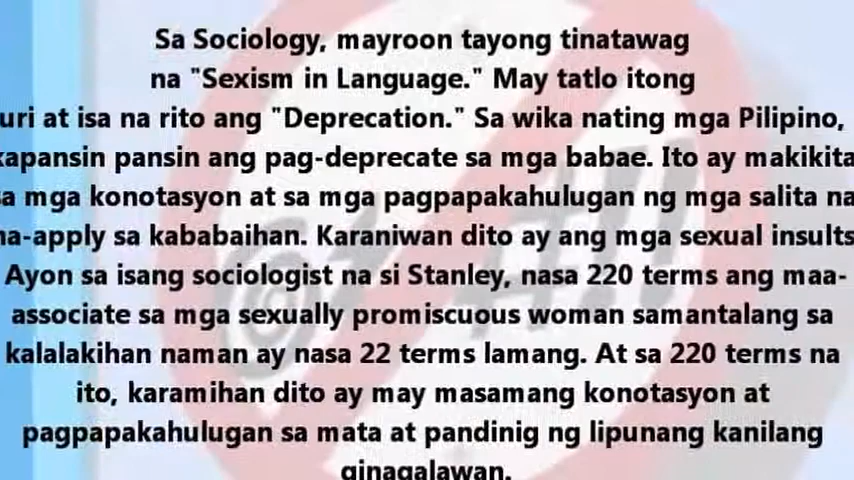 Sa Sociology, mayroon tayong tinatawag
na "Sexism in Language." May tatlo itong
uri at isa na rito ang "Deprecation." Sa wika nating mga Pilipino,
kapansin pansin ang pag-deprecate sa mga babae. Ito ay makikita
sa mga konotasyon at sa mga pagpapakahulugan ng mga salita na
na-apply sa kababaihan. Karaniwan dito ay ang mga sexual insults
Ayon sa isang sociologist na si Stanley, nasa 220 terms ang maa-
associate sa mga sexually promiscuous woman samantalang sa
kalalakihan naman ay nasa 22 terms lamang. At sa 220 terms na
ito, karamihan dito ay may masamang konotasyon at
pagpapakahulugan sa mata at pandinig ng lipunang kanilang
ginagalawan.